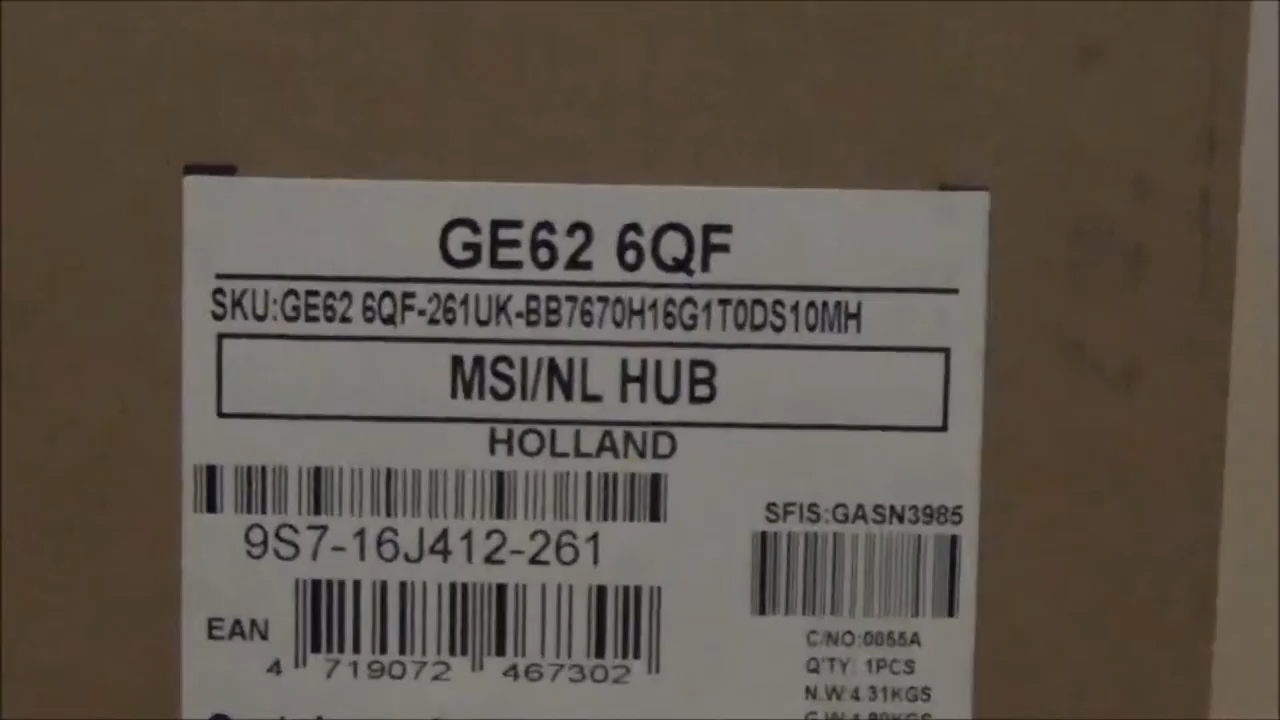 GE62 6QF
SKU:GE62 6QF-261UK-BB7670H16G1T0DS10MH
MSI/NL HUB
HOLLAND
9S7-16J412-261
SFIS:GASN3985
EAN
4 719072 467302
C/NO:0055A
Q'TY: 1PCS
N.W:4.31KGS